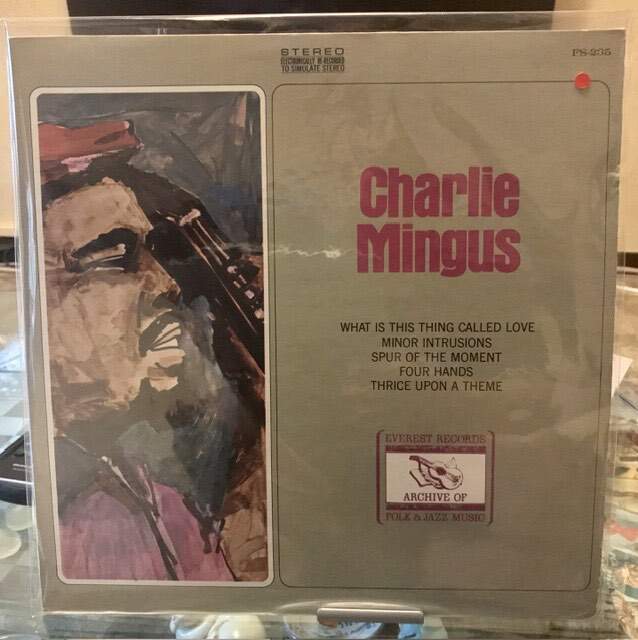 STEREO
ELECTRONICALLY RE-RECORDED
TO SIMULATE STEREO
FS-235
Charlie
Mingus
WHAT IS THIS THING CALLED LOVE
MINOR INTRUSIONS
SPUR OF THE MOMENT
FOUR HANDS
THRICE UPON A THEME
EVEREST RECORDS
ARCHIVE OF
FOLK & JAZZ MUSIC